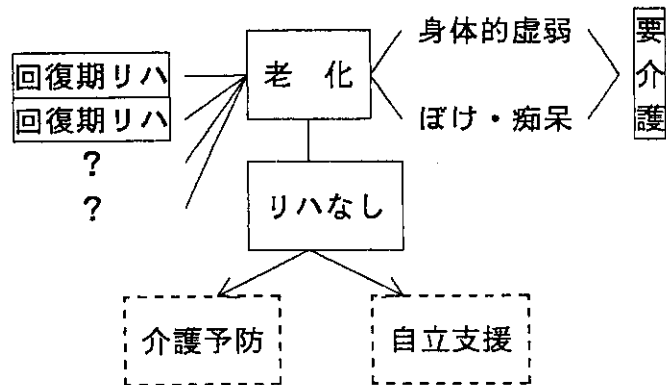 身体的虚弱
要介護
回復期リハ
老化
回復期リハ
ぼけ・痴呆
?
?
リハなし
介護予防
自立支援